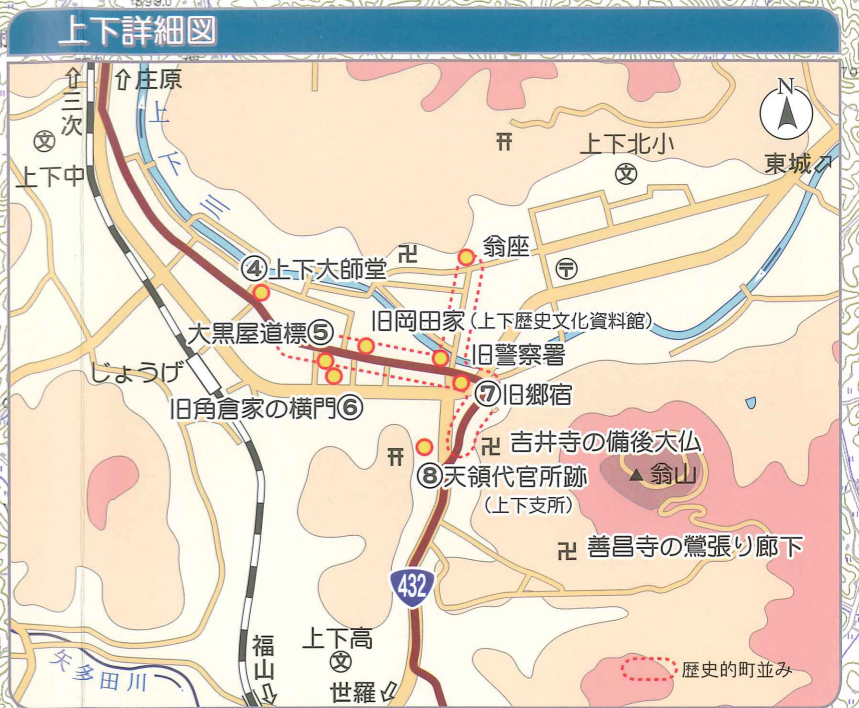 上下詳細図
⇧三次
⇧庄原
N
上下三
文
上下中
上下北小
文
東城
翁座
④上下大師堂
旧岡田家(上下歴史文化資料館)
大黒屋道標⑤
旧警察署
じょうげ
⑦旧郷宿
旧角倉家の横門⑥
吉井寺の備後大仏
⑧天領代官所跡
(上下支所)
▲翁山
善昌寺の鶯張り廊下
432
福山
上下高
文
世羅
矢多田川
歴史的町並み